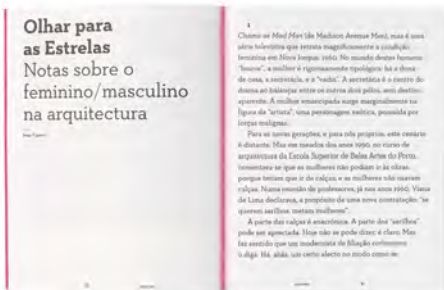 Olhar para
as Estrelas
Notas sobre o
feminino/masculino
na arquitectura
1
Chama-se Mad Men (de Madison Avenue Men), mas é uma
série televisiva que retrata magnificamente a condição
feminina em Nova Iorque, 1960. No mundo destes homens
"loucos", a mulher é rigorosamente tipológica: há a dona
de casa, a secretária, e a "vadia". A secretária é o centro do
drama ao balançar entre os outros dois pólos, sem destino
aparente. A mulher emancipada surge marginalmente na
figura da "artista", uma personagem exótica, possuída por
forças malignas.
Para as novas gerações, e para nós próprios, este cenário
é distante. Mas em meados dos anos 1990, no curso de
arquitectura da Escola Superior de Belas Artes do Porto,
comentava-se que as mulheres não podiam ir às obras
porque teriam que ir de calças, e as mulheres não usavam
calças. Numa reunião de professores, já nos anos 1960, Viana
de Lima declarava, a propósito de uma nova contratação: "se
querem sarilhos, metam mulheres".
A parte das calças é anacrónica. A parte dos "sarilhos"
pode ser apreciada. Hoje não se pode dizer, é claro. Mas
faz sentido que um modernista de filiação corbusiana
o diga. Há, aliás, um certo afecto no modo como se